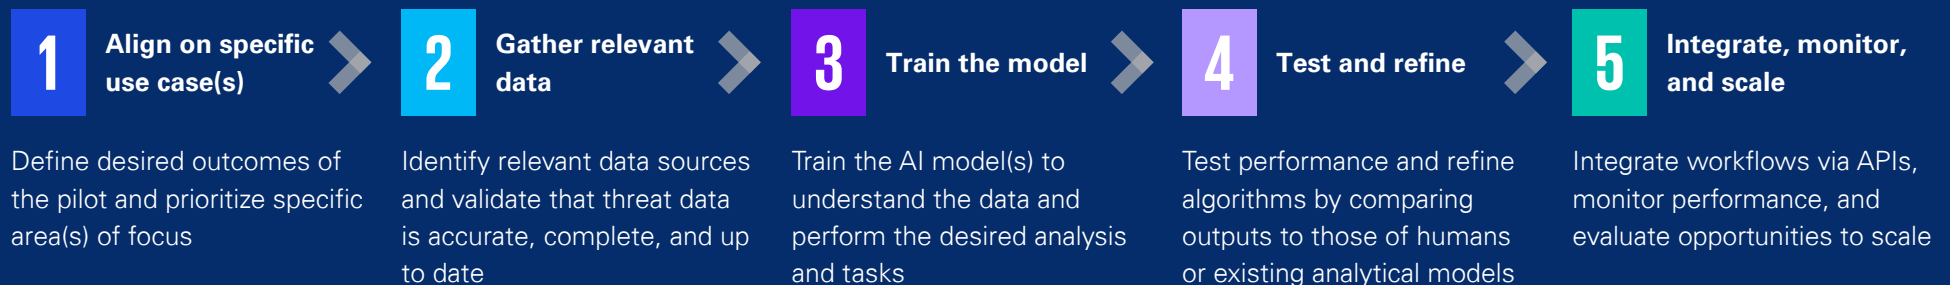 1
Align on specific
use case(s)
Define desired outcomes of
the pilot and prioritize specific
area(s) of focus
2
Gather relevant
data
Identify relevant data sources
and validate that threat data
is accurate, complete, and up
to date
3
Train the model
Train the AI model(s) to
understand the data and
perform the desired analysis
and tasks
4
Test and refine
Test performance and refine
algorithms by comparing
outputs to those of humans
or existing analytical models
5
Integrate, monitor,
and scale
Integrate workflows via APIs,
monitor performance, and
evaluate opportunities to scale